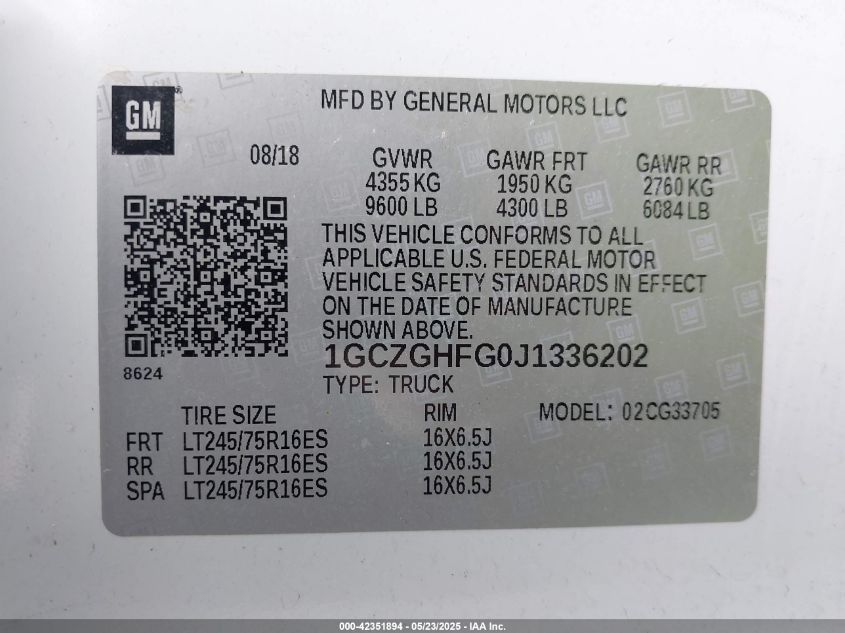 GM
MFD BY GENERAL MOTORS LLC
08/18
GVWR GAWR FRT GAWR RR
4355 KG 1950 KG 2760 KG
9600 LB 4300 LB 6084 LB
THIS VEHICLE CONFORMS TO ALL
APPLICABLE U.S. FEDERAL MOTOR
VEHICLE SAFETY STANDARDS IN EFFECT
ON THE DATE OF MANUFACTURE
SHOWN ABOVE.
1GCZGHFG0J1336202
8624
TYPE: TRUCK
TIRE SIZE RIM MODEL: 02CG33705
FRT LT245/75R16ES 16X6.5J
RR LT245/75R16ES 16X6.5J
SPA LT245/75R16ES 16X6.5J
000-42351894 - 05/23/2025 - IAA Inc.